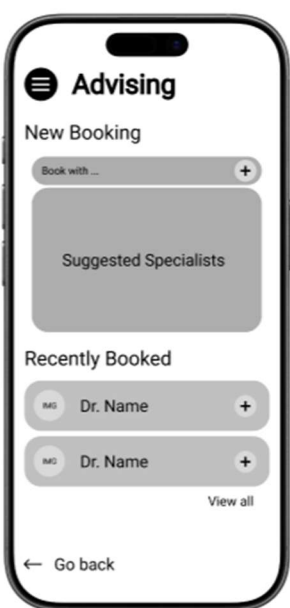 Advising
New Booking
Book with ...
Suggested Specialists
Recently Booked
IMG Dr. Name
IMG Dr. Name
View all
← Go back